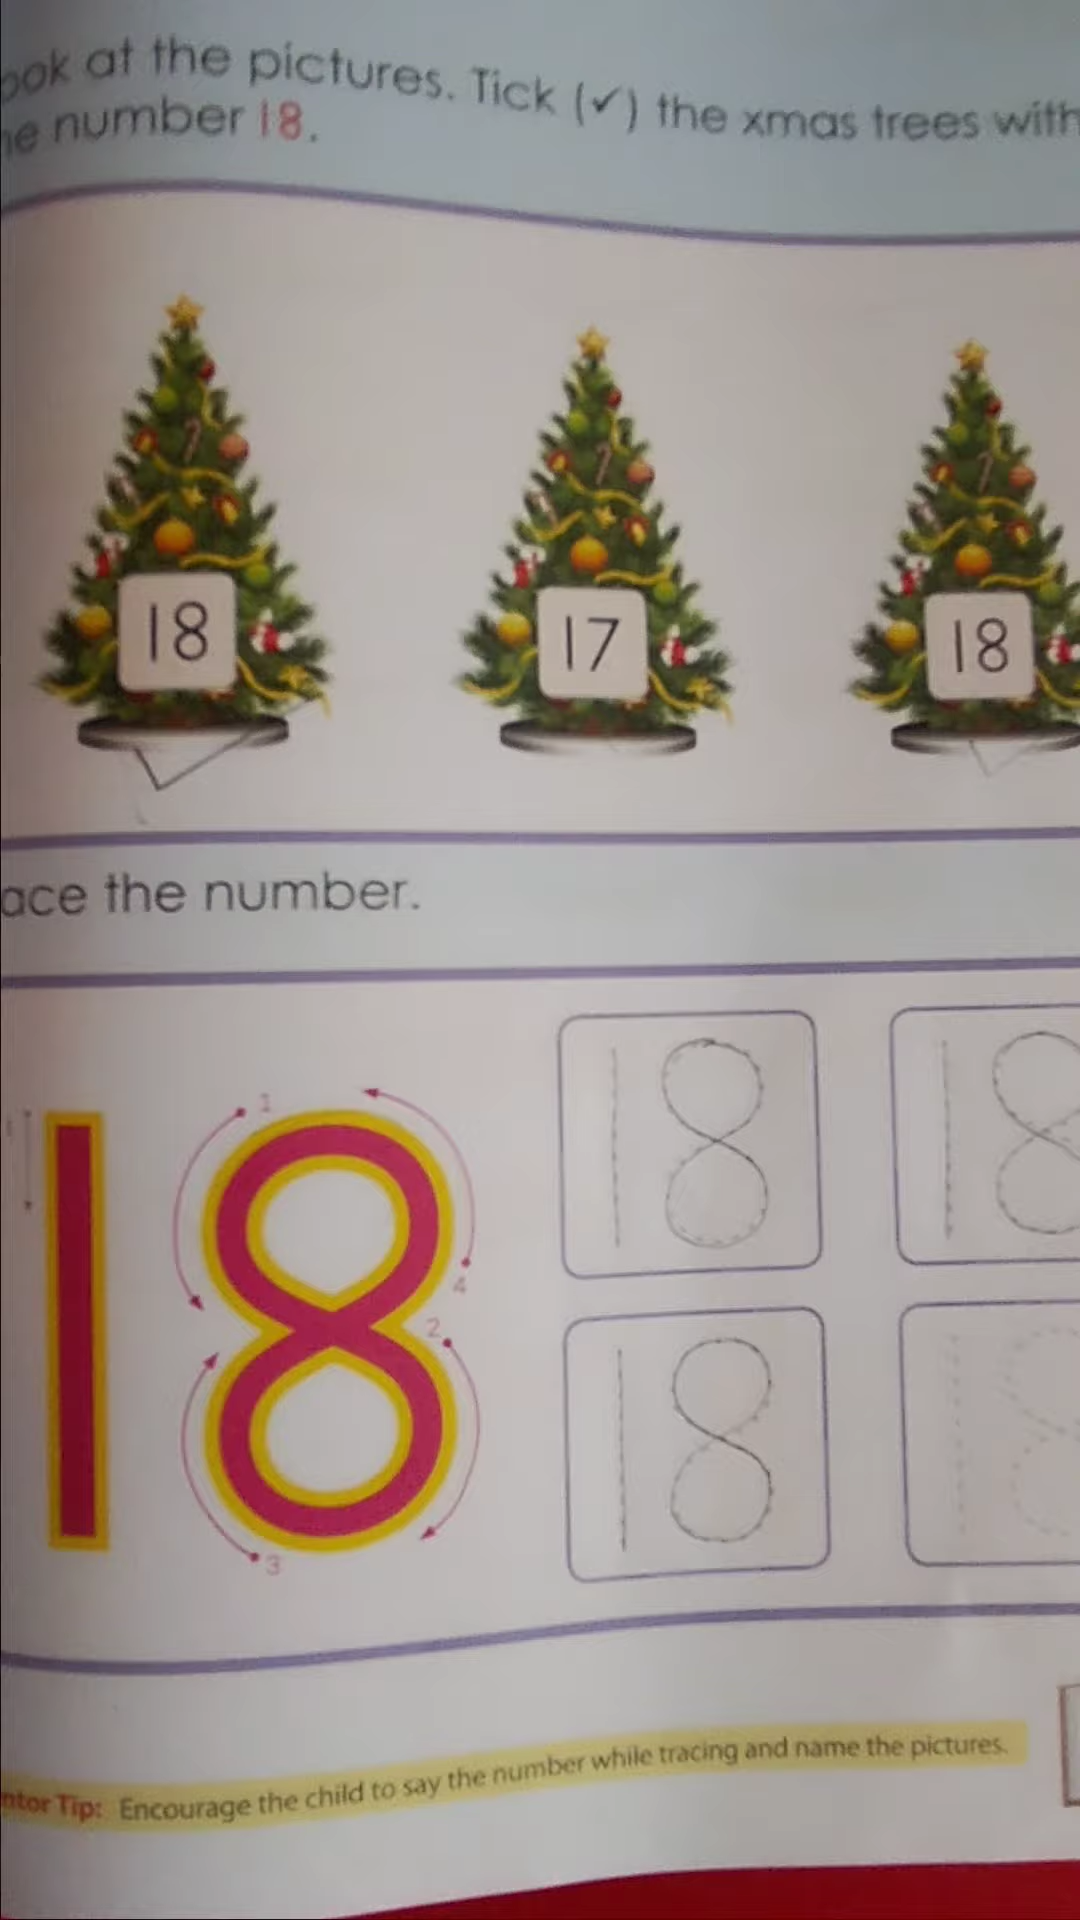 ook at the pictures. Tick (✓) the xmas trees with
he number 18.
18 17 18
ace the number.
18
1
4
2
3
18 18
18 18
ntor Tip: Encourage the child to say the number while tracing and name the pictures.